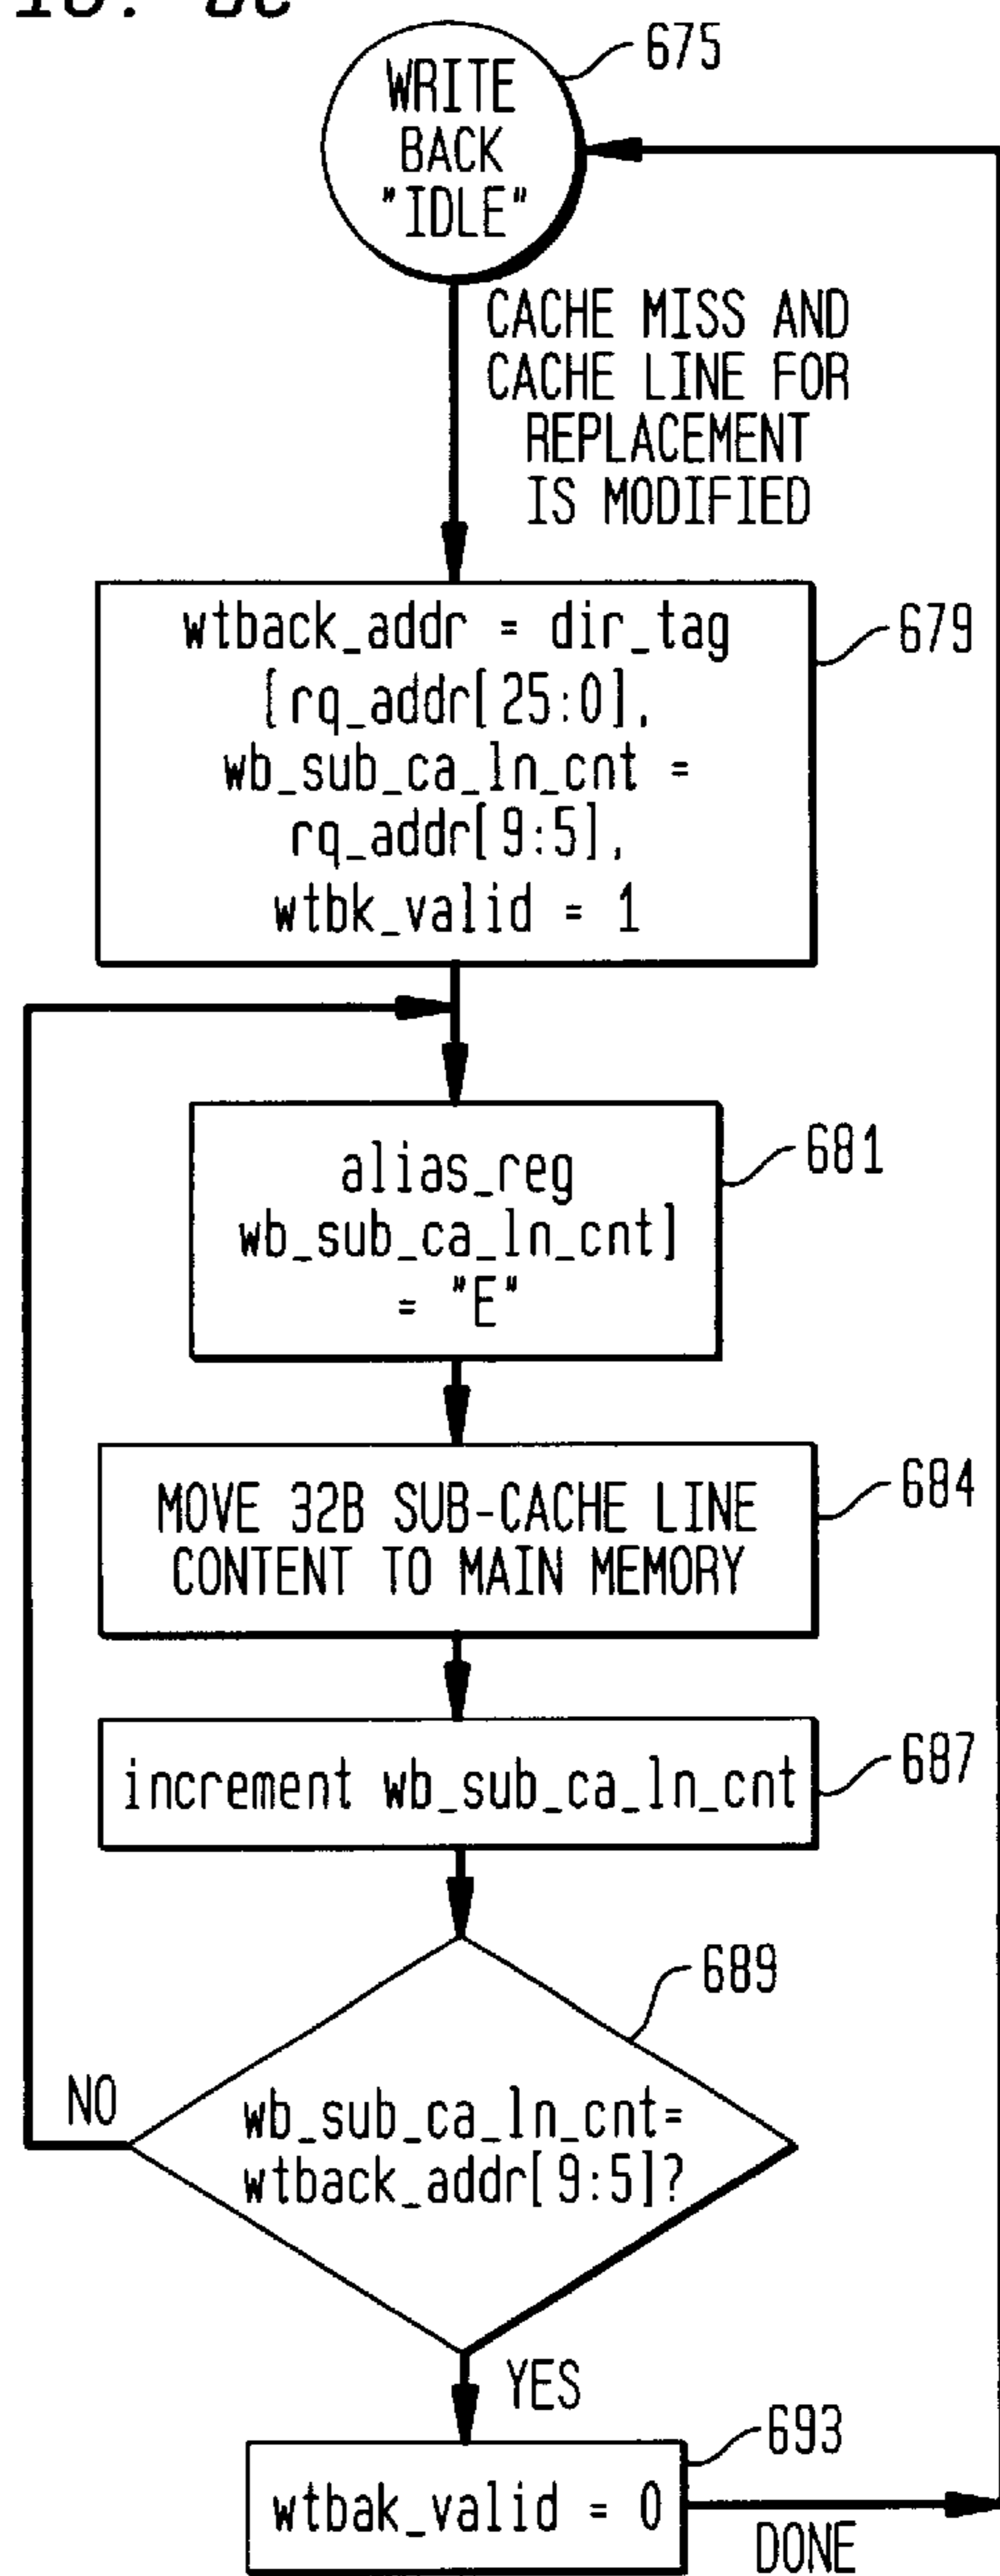 675
WRITE
BACK
"IDLE"
CACHE MISS AND
CACHE LINE FOR
REPLACEMENT
IS MODIFIED
679
wtback_addr = dir_tag
[rq_addr[25:0],
wb_sub_ca_ln_cnt =
rq_addr[9:5],
wtbk_valid = 1
681
alias_reg
wb_sub_ca_ln_cnt]
= "E"
684
MOVE 32B SUB-CACHE LINE
CONTENT TO MAIN MEMORY
687
increment wb_sub_ca_ln_cnt
689
NO
wb_sub_ca_ln_cnt=
wtback_addr[9:5]?
YES
693
wtbak_valid = 0
DONE